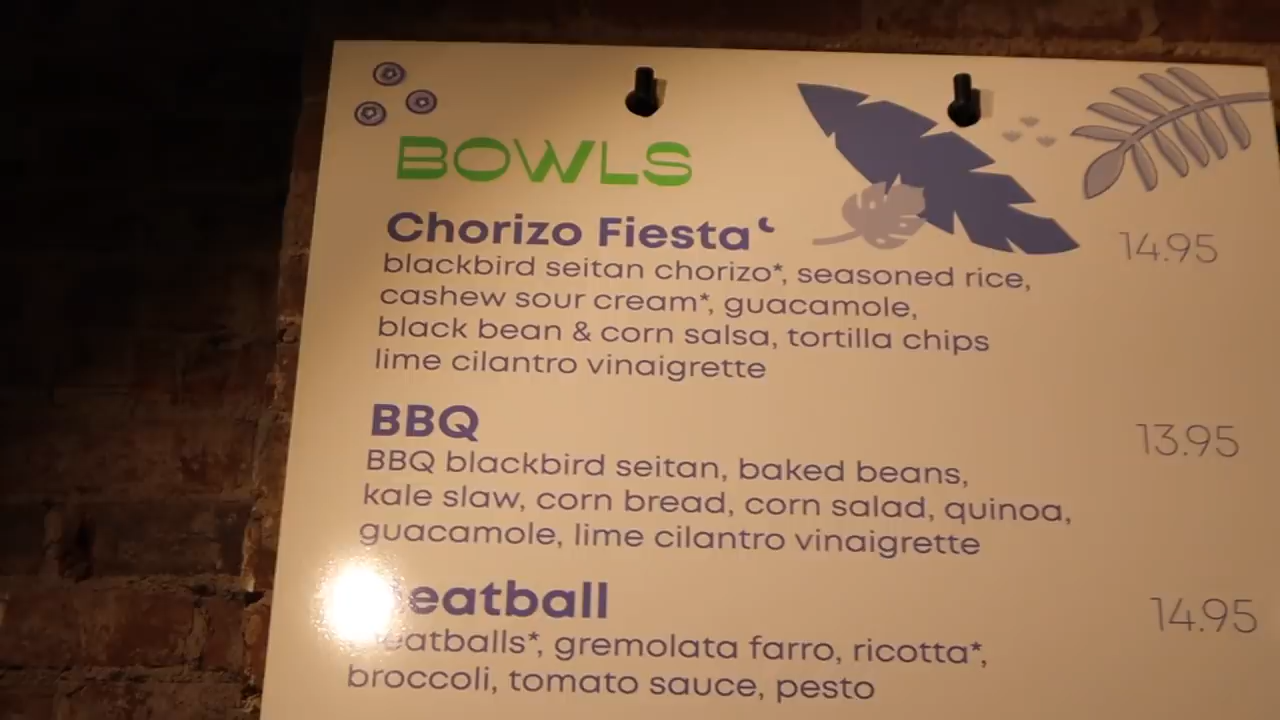 BOWLS
Chorizo Fiesta
14.95
blackbird seitan chorizo*, seasoned rice,
cashew sour cream*, guacamole,
black bean & corn salsa, tortilla chips
lime cilantro vinaigrette
BBQ
13.95
BBQ blackbird seitan, baked beans,
kale slaw, corn bread, corn salad, quinoa,
guacamole, lime cilantro vinaigrette
14.95
gremolata farro, ricotta*,
broccoli, tomato sauce, pesto